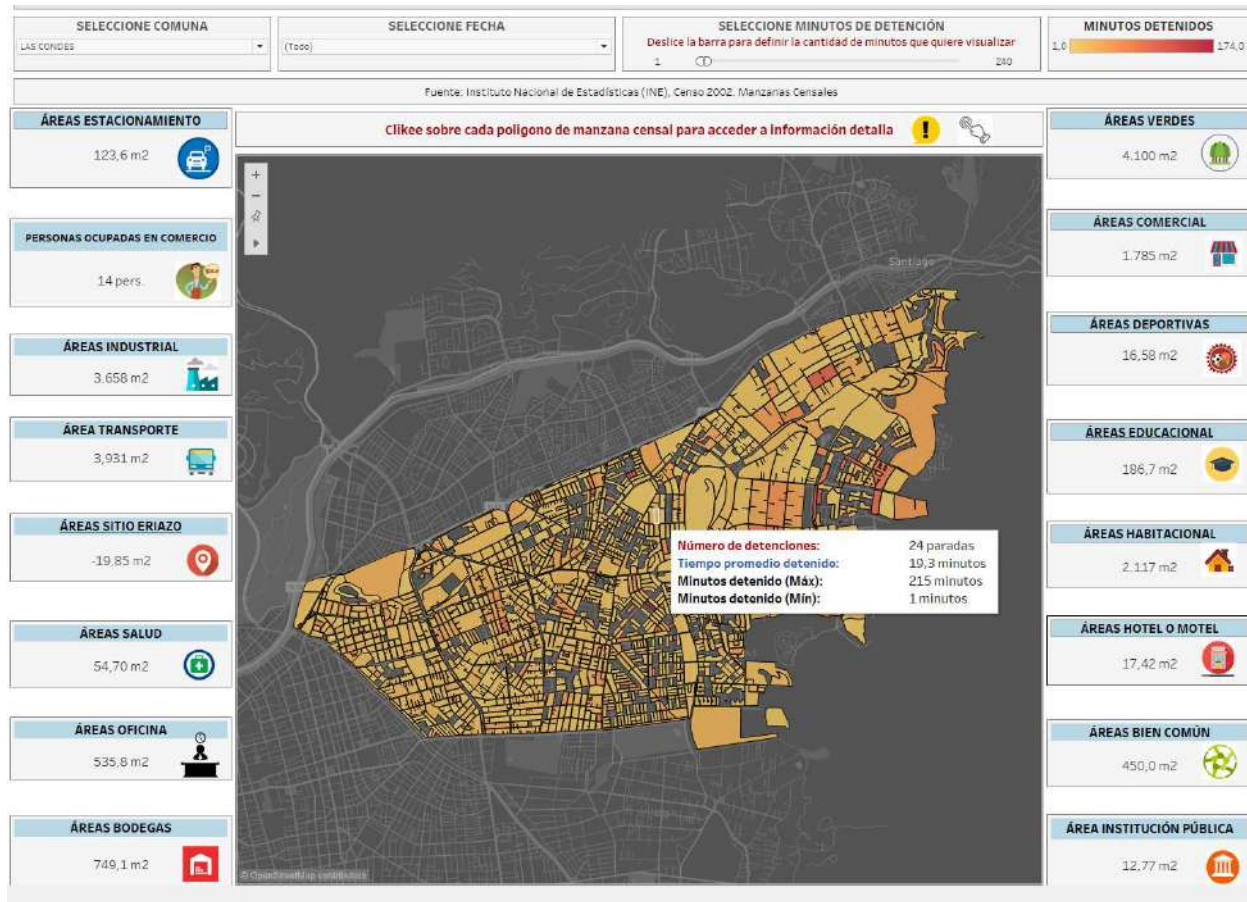 SELECCIONE COMUNA
LAS CONDES
SELECCIONE FECHA
(Todo)
SELECCIONE MINUTOS DE DETENCIÓN
Deslice la barra para definir la cantidad de minutos que quiere visualizar
1
240
MINUTOS DETENIDOS
1,0
174,0
Fuente: Instituto Nacional de Estadísticas (INE), Censo 2002. Manzanas Censales
Clikee sobre cada poligono de manzana censal para acceder a información detalla
ÁREAS ESTACIONAMIENTO
123,6 m2
PERSONAS OCUPADAS EN COMERCIO
14 pers.
ÁREAS INDUSTRIAL
3.658 m2
ÁREA TRANSPORTE
3,931 m2
ÁREAS SITIO ERIAZO
-19,85 m2
ÁREAS SALUD
54,70 m2
ÁREAS OFICINA
535,8 m2
ÁREAS BODEGAS
749,1 m2
Santiago
Número de detenciones: 24 paradas
Tiempo promedio detenido: 19,3 minutos
Minutos detenido (Máx): 215 minutos
Minutos detenido (Mín): 1 minutos
© OpenStreetMap contributors
ÁREAS VERDES
4.100 m2
ÁREAS COMERCIAL
1.785 m2
ÁREAS DEPORTIVAS
16,58 m2
ÁREAS EDUCACIONAL
186,7 m2
ÁREAS HABITACIONAL
2.117 m2
ÁREAS HOTEL O MOTEL
17,42 m2
ÁREAS BIEN COMÚN
450,0 m2
ÁREA INSTITUCIÓN PÚBLICA
12,77 m2